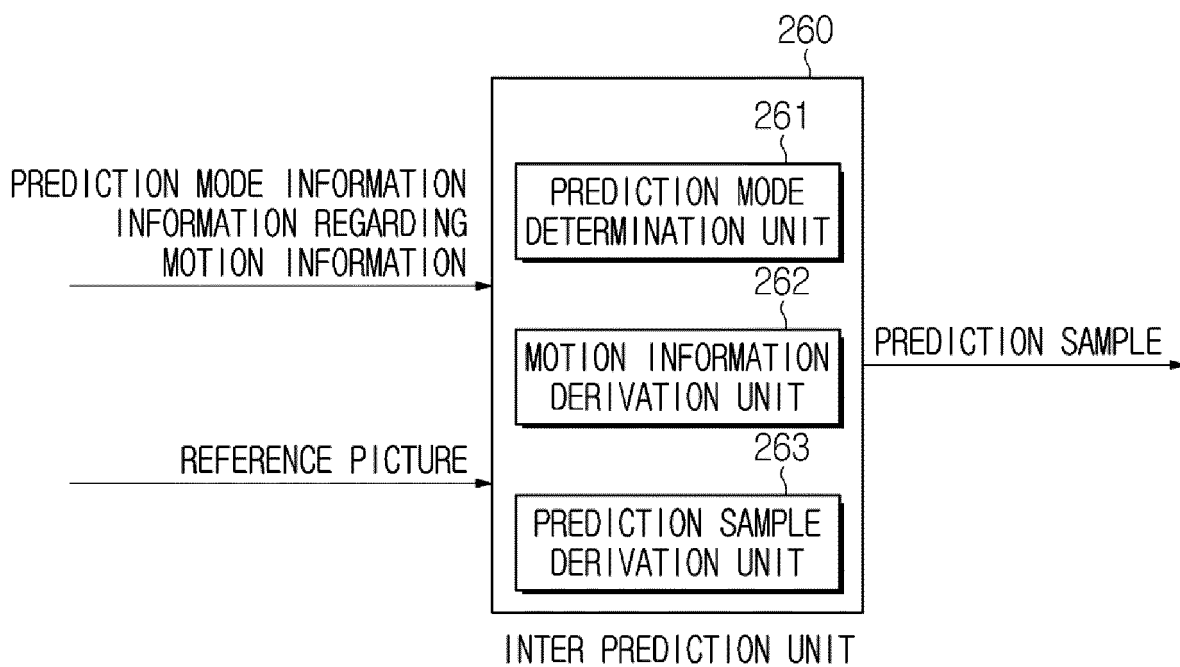 260
261
PREDICTION MODE INFORMATION
INFORMATION REGARDING
MOTION INFORMATION
PREDICTION MODE
DETERMINATION UNIT
262
MOTION INFORMATION
DERIVATION UNIT
PREDICTION SAMPLE
263
REFERENCE PICTURE
PREDICTION SAMPLE
DERIVATION UNIT
INTER PREDICTION UNIT